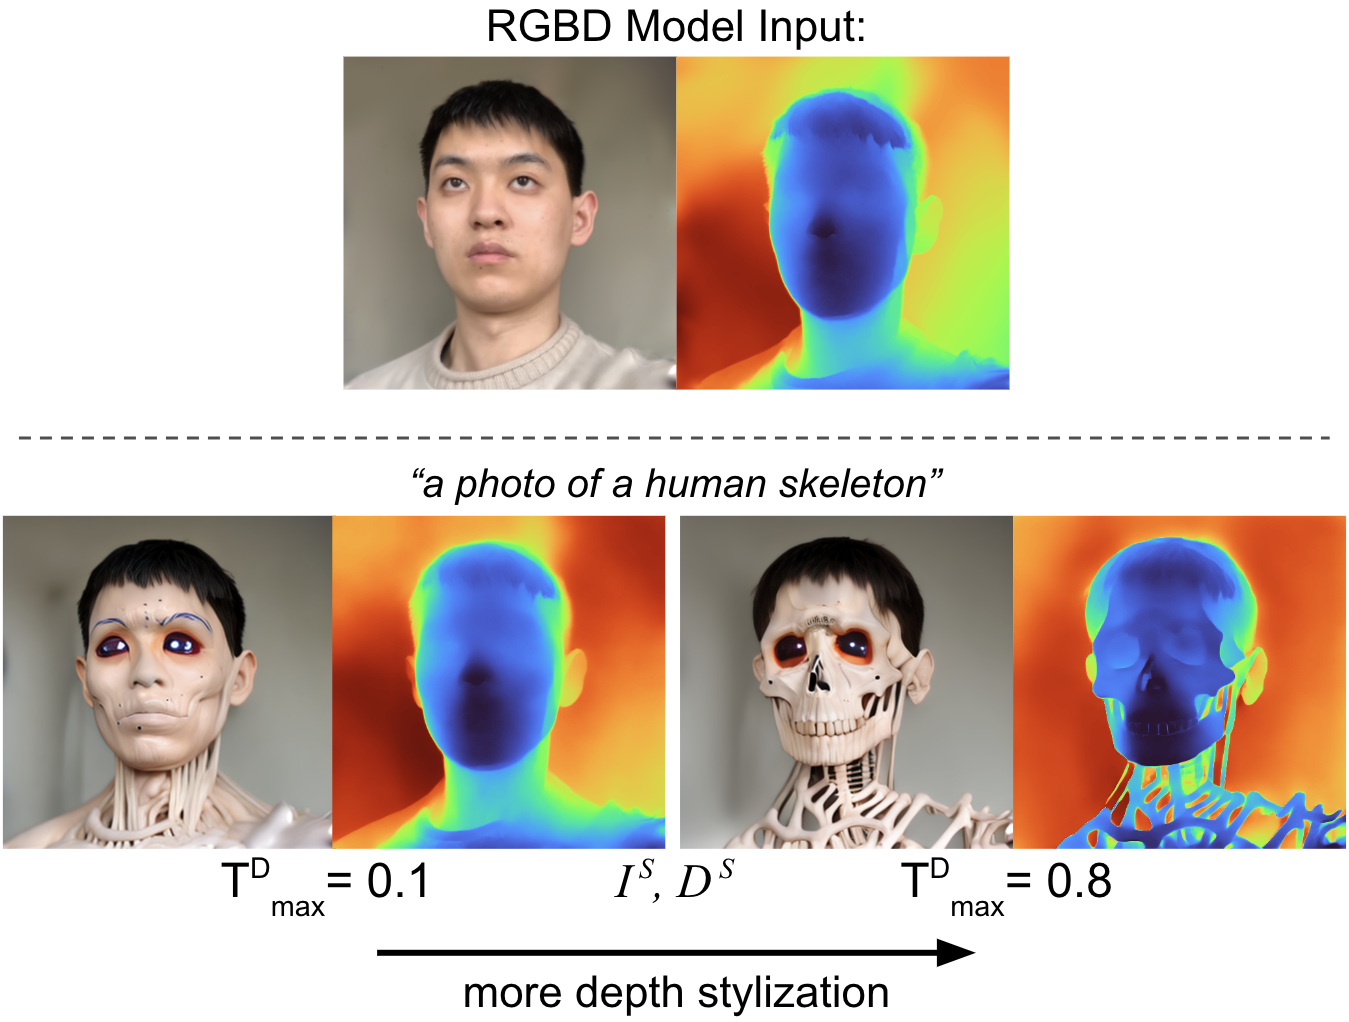 RGBD Model Input:
“a photo of a human skeleton”
T^D_max = 0.1
I^S, D^S
T^D_max = 0.8
more depth stylization